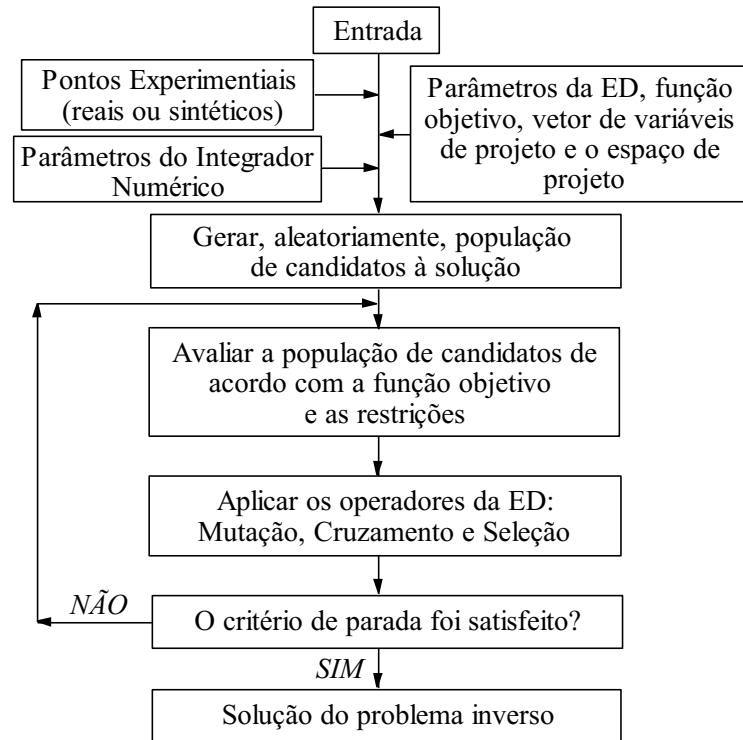 Entrada
Pontos Experimentiais
(reais ou sintéticos)
Parâmetros da ED, função
objetivo, vetor de variáveis
de projeto e o espaço de
projeto
Parâmetros do Integrador
Numérico
Gerar, aleatoriamente, população
de candidatos à solução
Avaliar a população de candidatos de
acordo com a função objetivo
e as restrições
Aplicar os operadores da ED:
Mutação, Cruzamento e Seleção
NÃO
O critério de parada foi satisfeito?
SIM
Solução do problema inverso